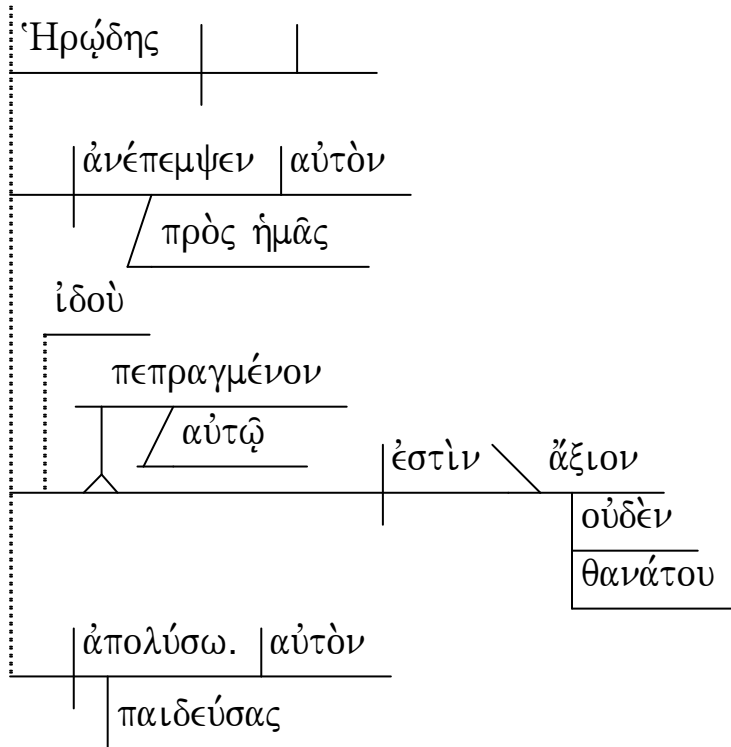 Ἡρῴδης
ἀνέπεμψεν αὐτὸν
πρὸς ἡμᾶς
ἰδοὺ
πεπραγμένον
αὐτῷ
ἐστὶν ἄξιον
οὐδὲν
θανάτου
ἀπολύσω. αὐτὸν
παιδεύσας